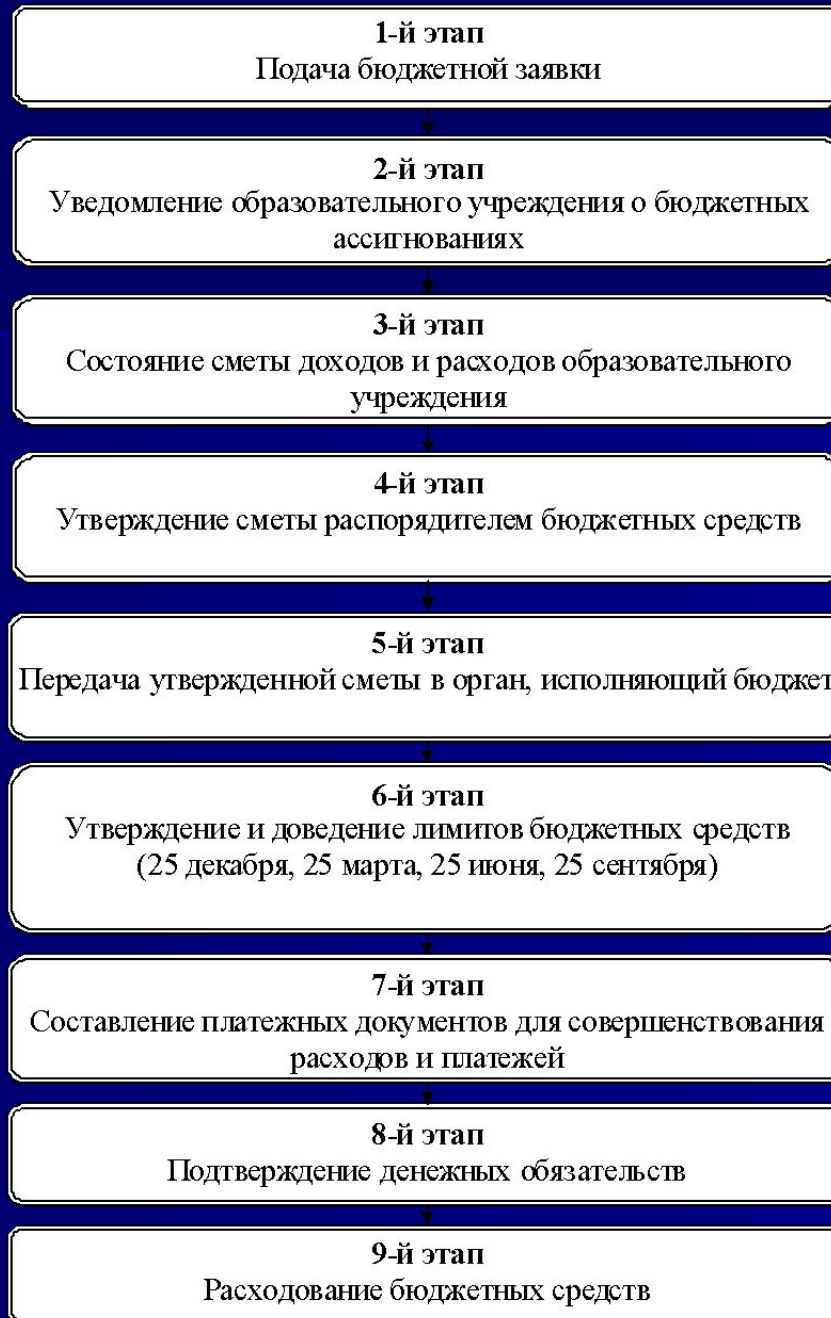 1-й этап
Подача бюджетной заявки
2-й этап
Уведомление образовательного учреждения о бюджетных
ассигнованиях
3-й этап
Состояние сметы доходов и расходов образовательного
учреждения
4-й этап
Утверждение сметы распорядителем бюджетных средств
5-й этап
Передача утвержденной сметы в орган, исполняющий бюджет
6-й этап
Утверждение и доведение лимитов бюджетных средств
(25 декабря, 25 марта, 25 июня, 25 сентября)
7-й этап
Составление платежных документов для совершенствования
расходов и платежей
8-й этап
Подтверждение денежных обязательств
9-й этап
Расходование бюджетных средств